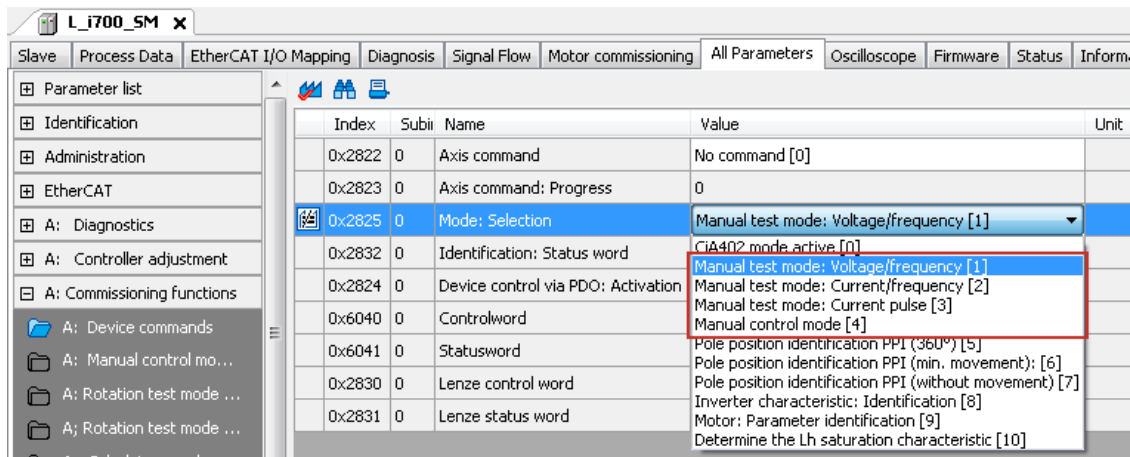 L_i700_SM x
Slave Process Data EtherCAT I/O Mapping Diagnosis Signal Flow Motor commissioning All Parameters Oscilloscope Firmware Status Inform
Parameter list
Identification
Administration
EtherCAT
A: Diagnostics
A: Controller adjustment
A: Commissioning functions
A: Device commands
A: Manual control mo...
A: Rotation test mode ...
A; Rotation test mode ...
Index Subi Name Value Unit
0x2822 0 Axis command No command [0]
0x2823 0 Axis command: Progress 0
0x2825 0 Mode: Selection Manual test mode: Voltage/frequency [1]
0x2832 0 Identification: Status word
0x2824 0 Device control via PDO: Activation
0x6040 0 Controlword
0x6041 0 Statusword
0x2830 0 Lenze control word
0x2831 0 Lenze status word
CiA402 mode active [0]
Manual test mode: Voltage/frequency [1]
Manual test mode: Current/frequency [2]
Manual test mode: Current pulse [3]
Manual control mode [4]
Pole position identification PPI (360°) [5]
Pole position identification PPI (min. movement): [6]
Pole position identification PPI (without movement) [7]
Inverter characteristic: Identification [8]
Motor: Parameter identification [9]
Determine the Lh saturation characteristic [10]